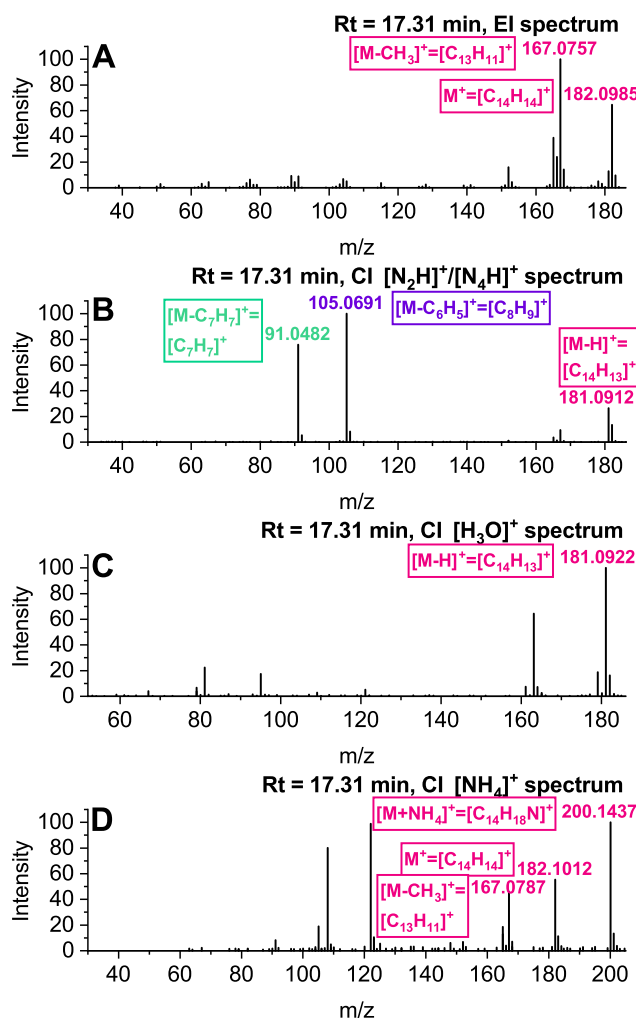 Rt = 17.31 min, EI spectrum
A
[M-CH₃]⁺=[C₁₃H₁₁]⁺ 167.0757
M⁺=[C₁₄H₁₄]⁺ 182.0985
Intensity
100
80
60
40
20
0
40 60 80 100 120 140 160 180
m/z
Rt = 17.31 min, CI [N₂H]⁺/[N₄H]⁺ spectrum
B
105.0691
[M-C₇H₇]⁺=
[C₇H₇]⁺
91.0482
[M-C₆H₅]⁺=[C₈H₉]⁺
[M-H]⁺=
[C₁₄H₁₃]⁺
181.0912
Intensity
100
80
60
40
20
0
40 60 80 100 120 140 160 180
m/z
Rt = 17.31 min, CI [H₃O]⁺ spectrum
C
[M-H]⁺=[C₁₄H₁₃]⁺ 181.0922
Intensity
100
80
60
40
20
0
60 80 100 120 140 160 180
m/z
Rt = 17.31 min, CI [NH₄]⁺ spectrum
D
[M+NH₄]⁺=[C₁₄H₁₈N]⁺ 200.1437
M⁺=[C₁₄H₁₄]⁺ 182.1012
[M-CH₃]⁺= 167.0787
[C₁₃H₁₁]⁺
Intensity
100
80
60
40
20
0
60 80 100 120 140 160 180 200
m/z